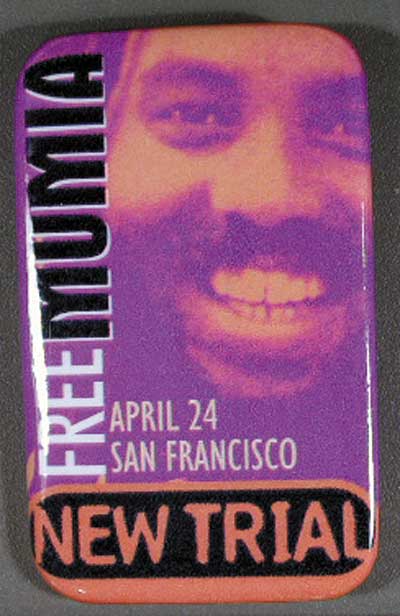 FREE MUMIA
APRIL 24
SAN FRANCISCO
NEW TRIAL